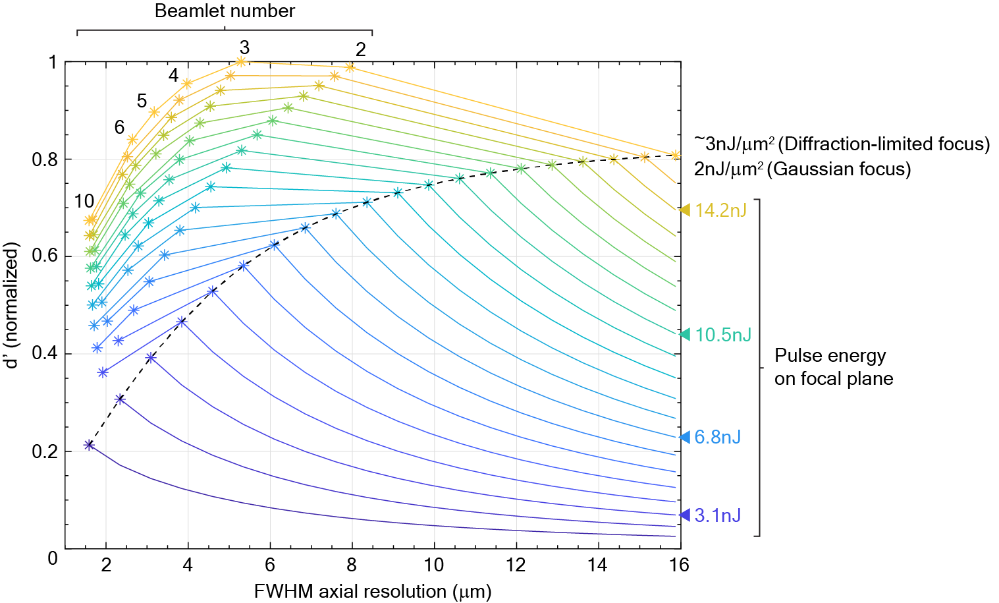 Beamlet number
3
2
4
5
6
10
1
0.8
0.6
0.4
0.2
0
d’ (normalized)
2
4
6
8
10
12
14
16
FWHM axial resolution (μm)
~3nJ/μm² (Diffraction-limited focus)
2nJ/μm² (Gaussian focus)
14.2nJ
10.5nJ
6.8nJ
3.1nJ
Pulse energy
on focal plane